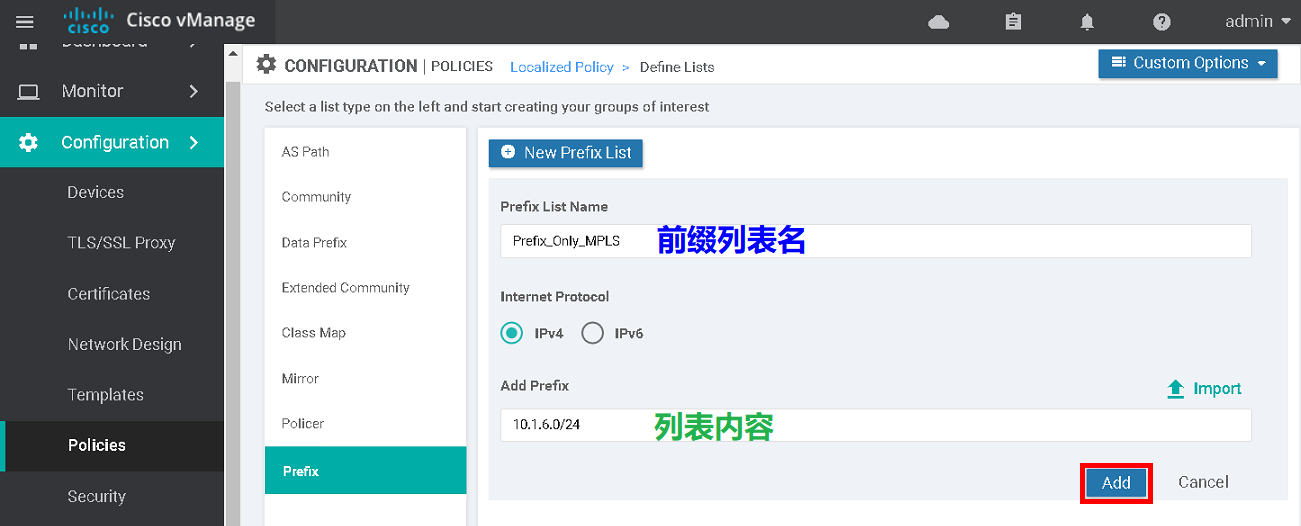 CISCO Cisco vManage admin
Dashboard
Monitor
Configuration
Devices
TLS/SSL Proxy
Certificates
Network Design
Templates
Policies
Security
CONFIGURATION | POLICIES Localized Policy > Define Lists
Custom Options
Select a list type on the left and start creating your groups of interest
AS Path
Community
Data Prefix
Extended Community
Class Map
Mirror
Policer
Prefix
New Prefix List
Prefix List Name
Prefix_Only_MPLS 前缀列表名
Internet Protocol
IPv4 IPv6
Add Prefix
Import
10.1.6.0/24 列表内容
Add Cancel